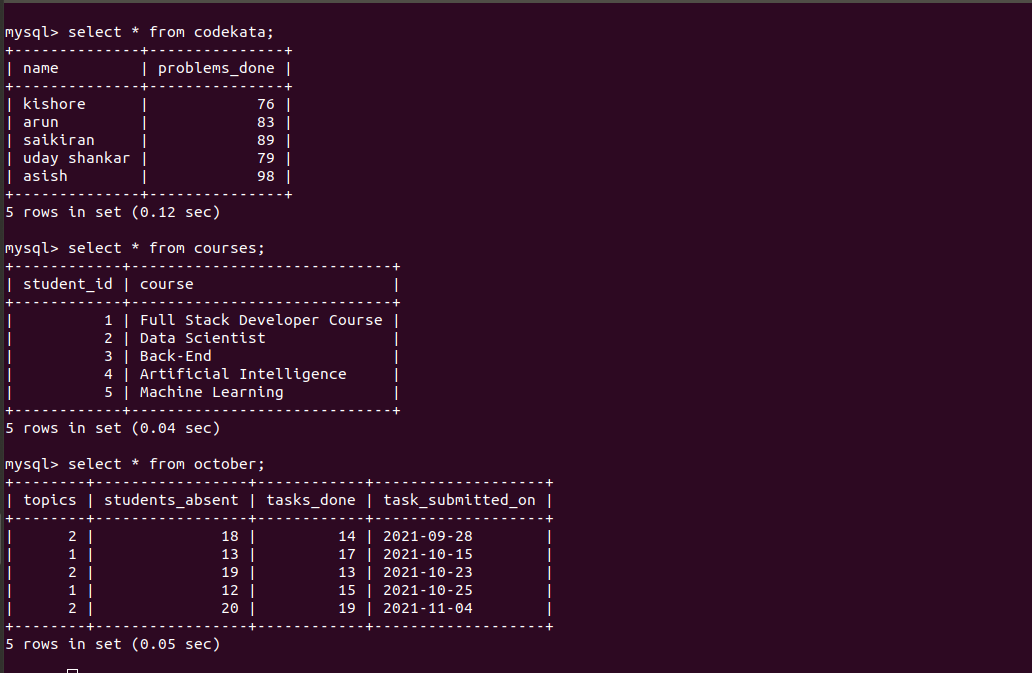 mysql> select * from codekata;
+--------------+---------------+
| name         | problems_done |
+--------------+---------------+
| kishore      |            76 |
| arun         |            83 |
| saikiran     |            89 |
| uday shankar |            79 |
| asish        |            98 |
+--------------+---------------+
5 rows in set (0.12 sec)
mysql> select * from courses;
+------------+-----------------------------+
| student_id | course                      |
+------------+-----------------------------+
|          1 | Full Stack Developer Course |
|          2 | Data Scientist              |
|          3 | Back-End                    |
|          4 | Artificial Intelligence     |
|          5 | Machine Learning            |
+------------+-----------------------------+
5 rows in set (0.04 sec)
mysql> select * from october;
+--------+-----------------+------------+-------------------+
| topics | students_absent | tasks_done | task_submitted_on |
+--------+-----------------+------------+-------------------+
|      2 |              18 |         14 | 2021-09-28        |
|      1 |              13 |         17 | 2021-10-15        |
|      2 |              19 |         13 | 2021-10-23        |
|      1 |              12 |         15 | 2021-10-25        |
|      2 |              20 |         19 | 2021-11-04        |
+--------+-----------------+------------+-------------------+
5 rows in set (0.05 sec)